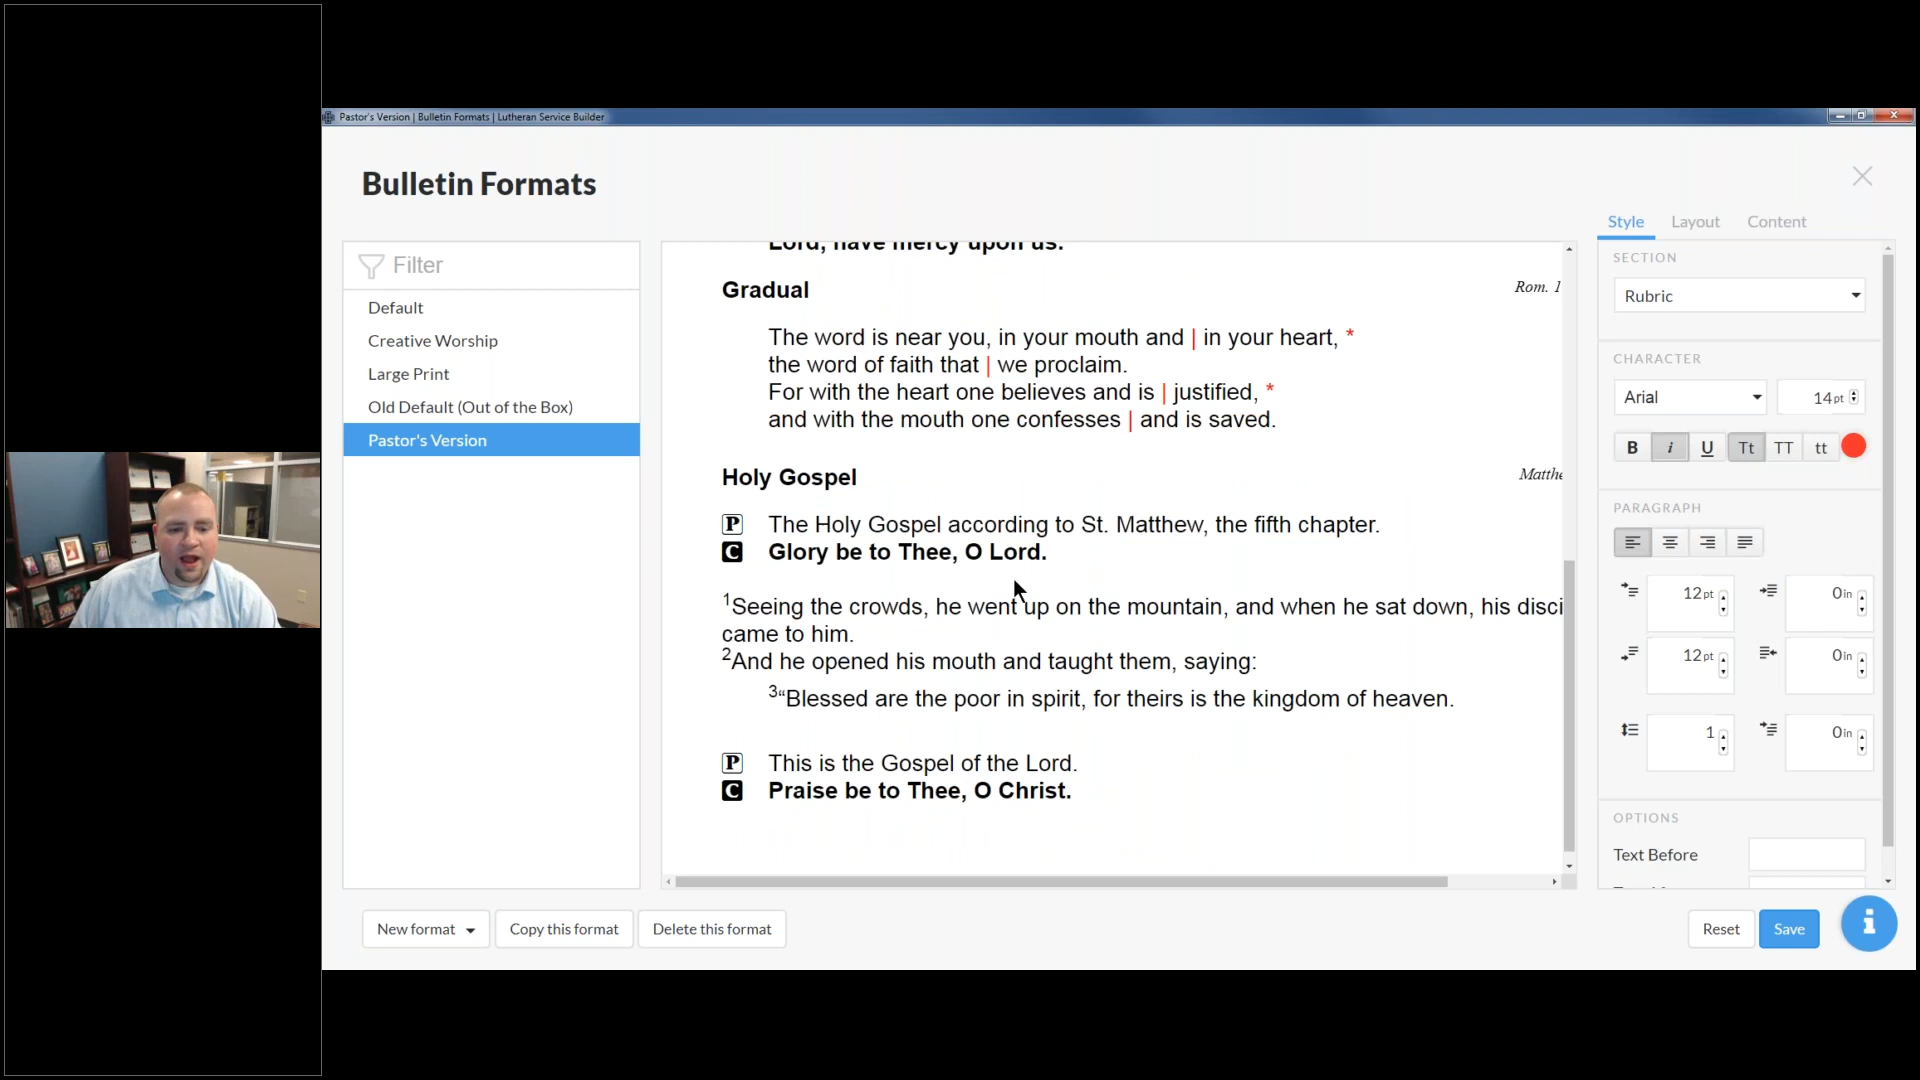 Pastor's Version | Bulletin Formats | Lutheran Service Builder
Bulletin Formats
Style Layout Content
Filter
Default
Creative Worship
Large Print
Old Default (Out of the Box)
Pastor's Version
Lord, have mercy upon us.
Gradual Rom. 1
The word is near you, in your mouth and | in your heart, *
the word of faith that | we proclaim.
For with the heart one believes and is | justified, *
and with the mouth one confesses | and is saved.
Holy Gospel Matthe
P The Holy Gospel according to St. Matthew, the fifth chapter.
C Glory be to Thee, O Lord.
1Seeing the crowds, he went up on the mountain, and when he sat down, his disci
came to him.
2And he opened his mouth and taught them, saying:
3“Blessed are the poor in spirit, for theirs is the kingdom of heaven.
P This is the Gospel of the Lord.
C Praise be to Thee, O Christ.
SECTION
Rubric
CHARACTER
Arial 14pt
B i U Tt TT tt
PARAGRAPH
12pt 0in
12pt 0in
1 0in
OPTIONS
Text Before
New format Copy this format Delete this format Reset Save i